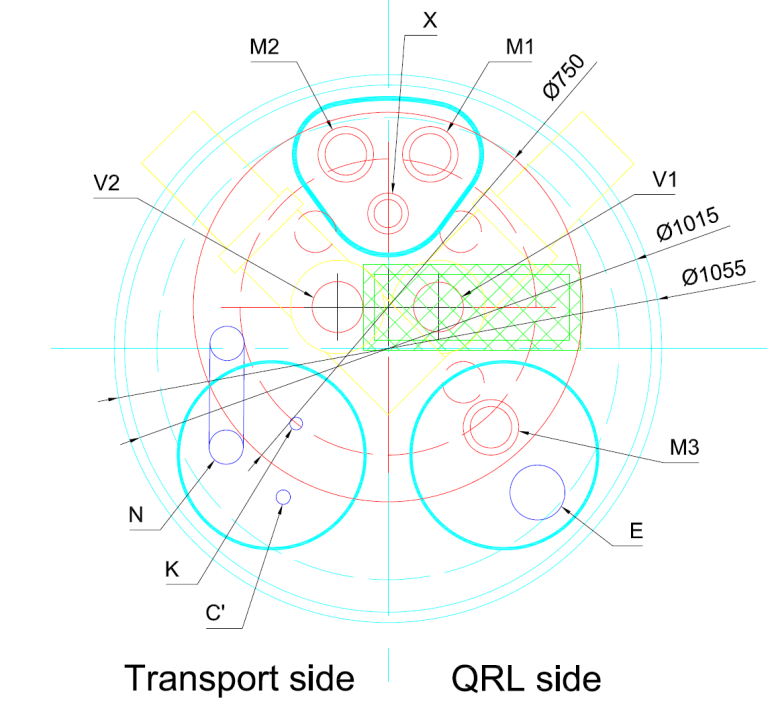 X
M2
M1
Ø750
V2
V1
Ø1015
Ø1055
M3
N
E
K
C'
Transport side
QRL side